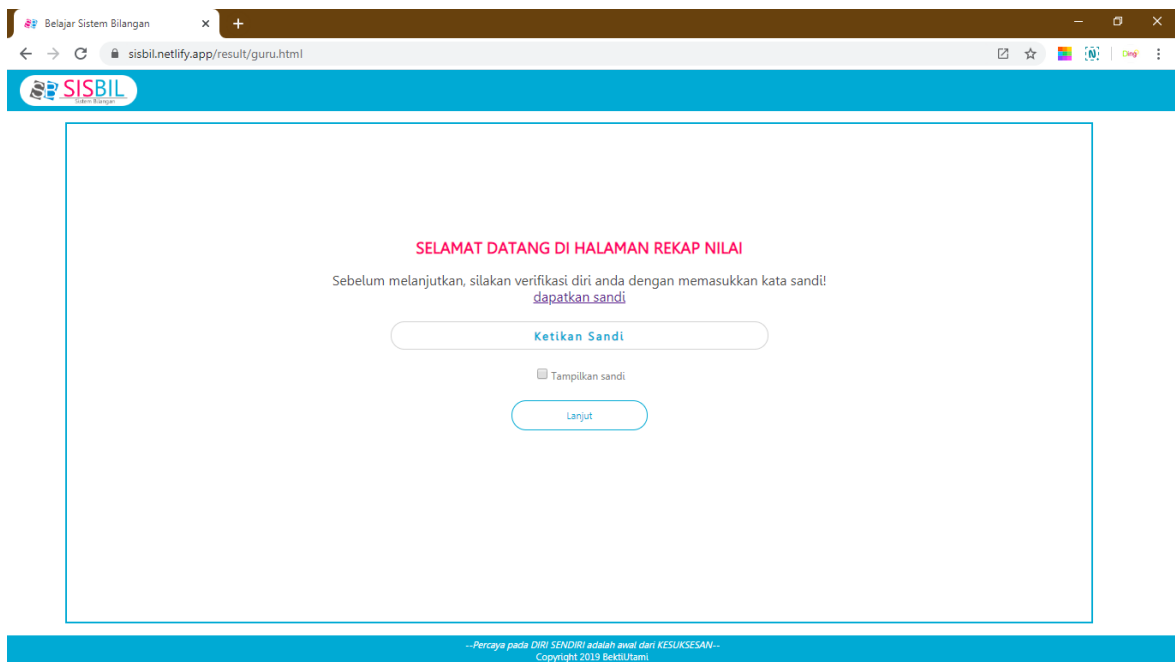 Belajar Sistem Bilangan
sisbil.netlify.app/result/guru.html
SISBIL
Sistem Bilangan
SELAMAT DATANG DI HALAMAN REKAP NILAI
Sebelum melanjutkan, silakan verifikasi diri anda dengan memasukkan kata sandi!
dapatkan sandi
Ketikan Sandi
Tampilkan sandi
Lanjut
--Percaya pada DIRI SENDIRI adalah awal dari KESUKSESAN--
Copyright 2019 BektiUtami